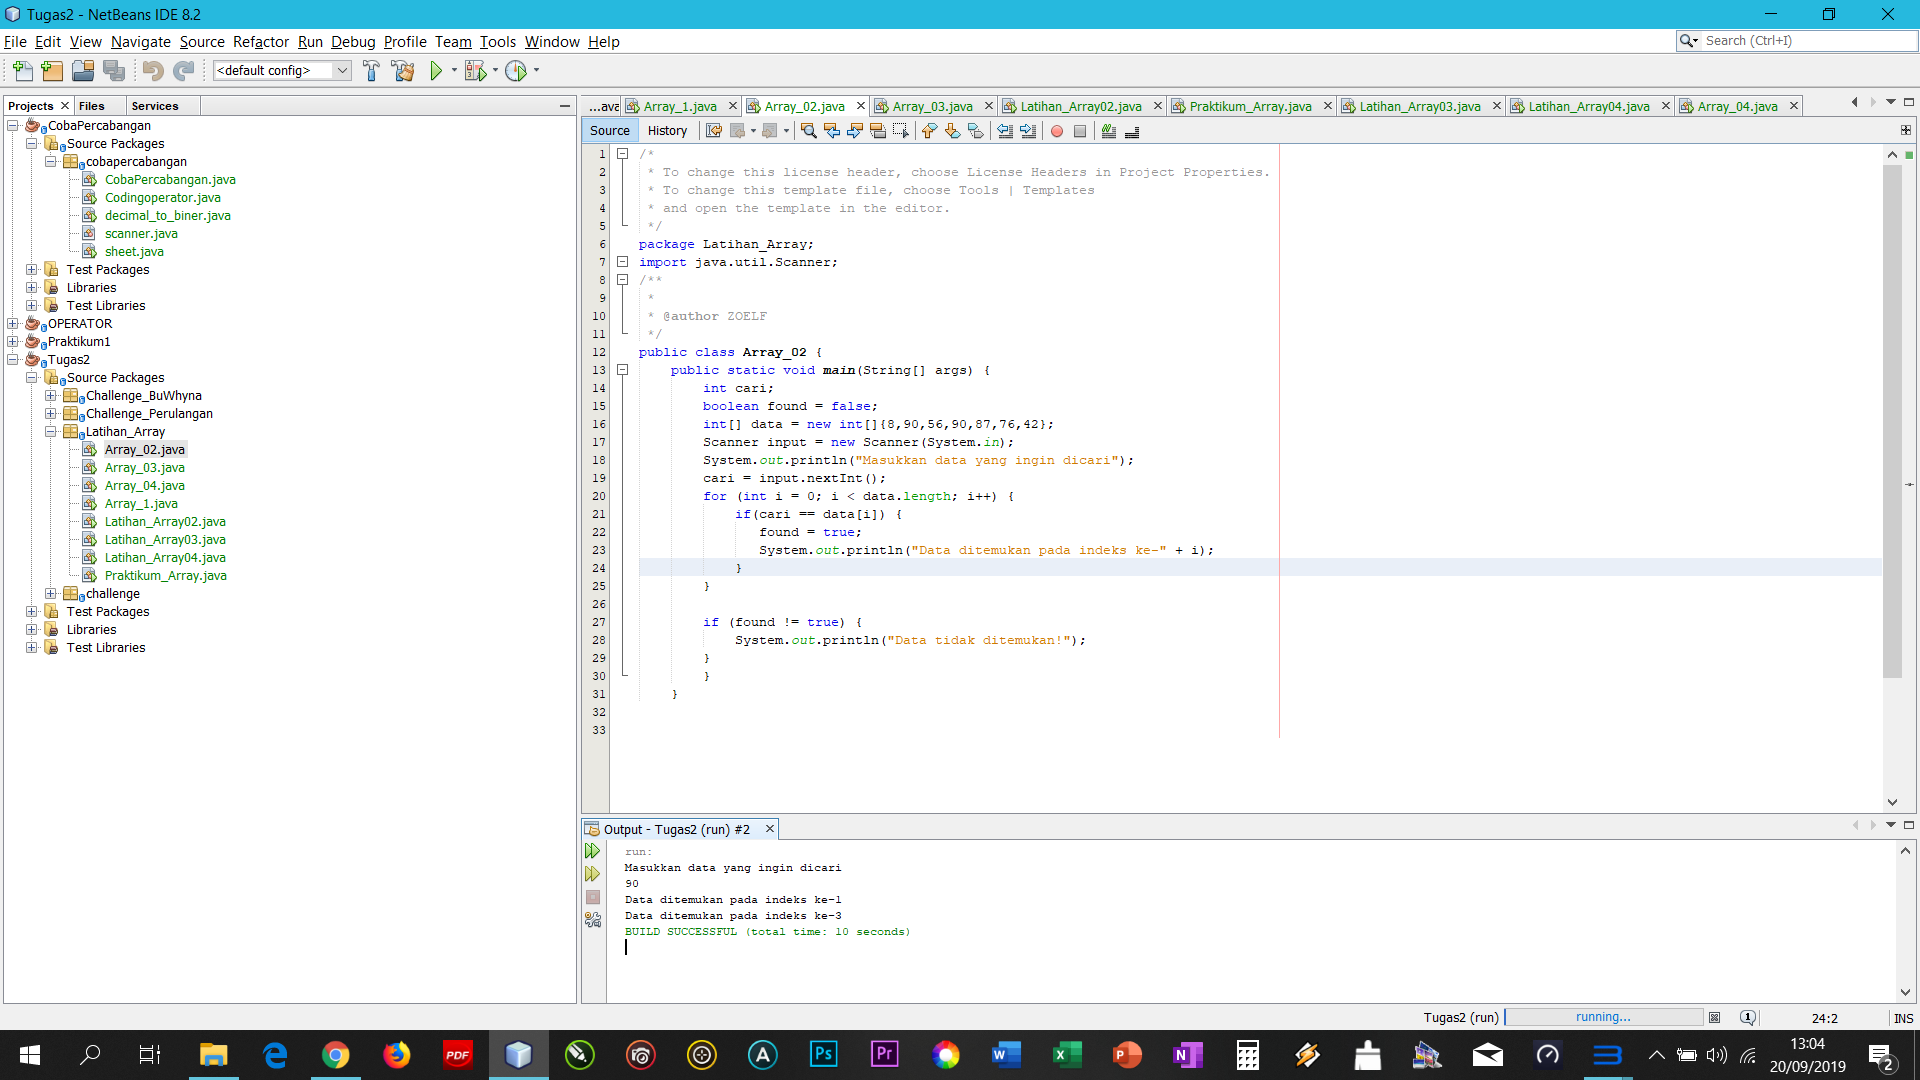 Tugas2 - NetBeans IDE 8.2
File Edit View Navigate Source Refactor Run Debug Profile Team Tools Window Help
Search (Ctrl+I)
<default config>
Projects Files Services
CobaPercabangan
Source Packages
cobapercabangan
CobaPercabangan.java
Codingoperator.java
decimal_to_biner.java
scanner.java
sheet.java
Test Packages
Libraries
Test Libraries
OPERATOR
Praktikum1
Tugas2
Source Packages
Challenge_BuWhyna
Challenge_Perulangan
Latihan_Array
Array_02.java
Array_03.java
Array_04.java
Array_1.java
Latihan_Array02.java
Latihan_Array03.java
Latihan_Array04.java
Praktikum_Array.java
challenge
Test Packages
Libraries
Test Libraries
...ava Array_1.java Array_02.java Array_03.java Latihan_Array02.java Praktikum_Array.java Latihan_Array03.java Latihan_Array04.java Array_04.java
Source History
1 /*
2 * To change this license header, choose License Headers in Project Properties.
3 * To change this template file, choose Tools | Templates
4 * and open the template in the editor.
5 */
6 package Latihan_Array;
7 import java.util.Scanner;
8 /**
9 *
10 * @author ZOELF
11 */
12 public class Array_02 {
13 public static void main(String[] args) {
14 int cari;
15 boolean found = false;
16 int[] data = new int[]{8,90,56,90,87,76,42};
17 Scanner input = new Scanner(System.in);
18 System.out.println("Masukkan data yang ingin dicari");
19 cari = input.nextInt();
20 for (int i = 0; i < data.length; i++) {
21 if(cari == data[i]) {
22 found = true;
23 System.out.println("Data ditemukan pada indeks ke-" + i);
24 }
25 }
26
27 if (found != true) {
28 System.out.println("Data tidak ditemukan!");
29 }
30 }
31 }
32
33
Output - Tugas2 (run) #2
run:
Masukkan data yang ingin dicari
90
Data ditemukan pada indeks ke-1
Data ditemukan pada indeks ke-3
BUILD SUCCESSFUL (total time: 10 seconds)
Tugas2 (run) running... 1 24:2 INS
PDF Ps Pr
13:04
20/09/2019
2